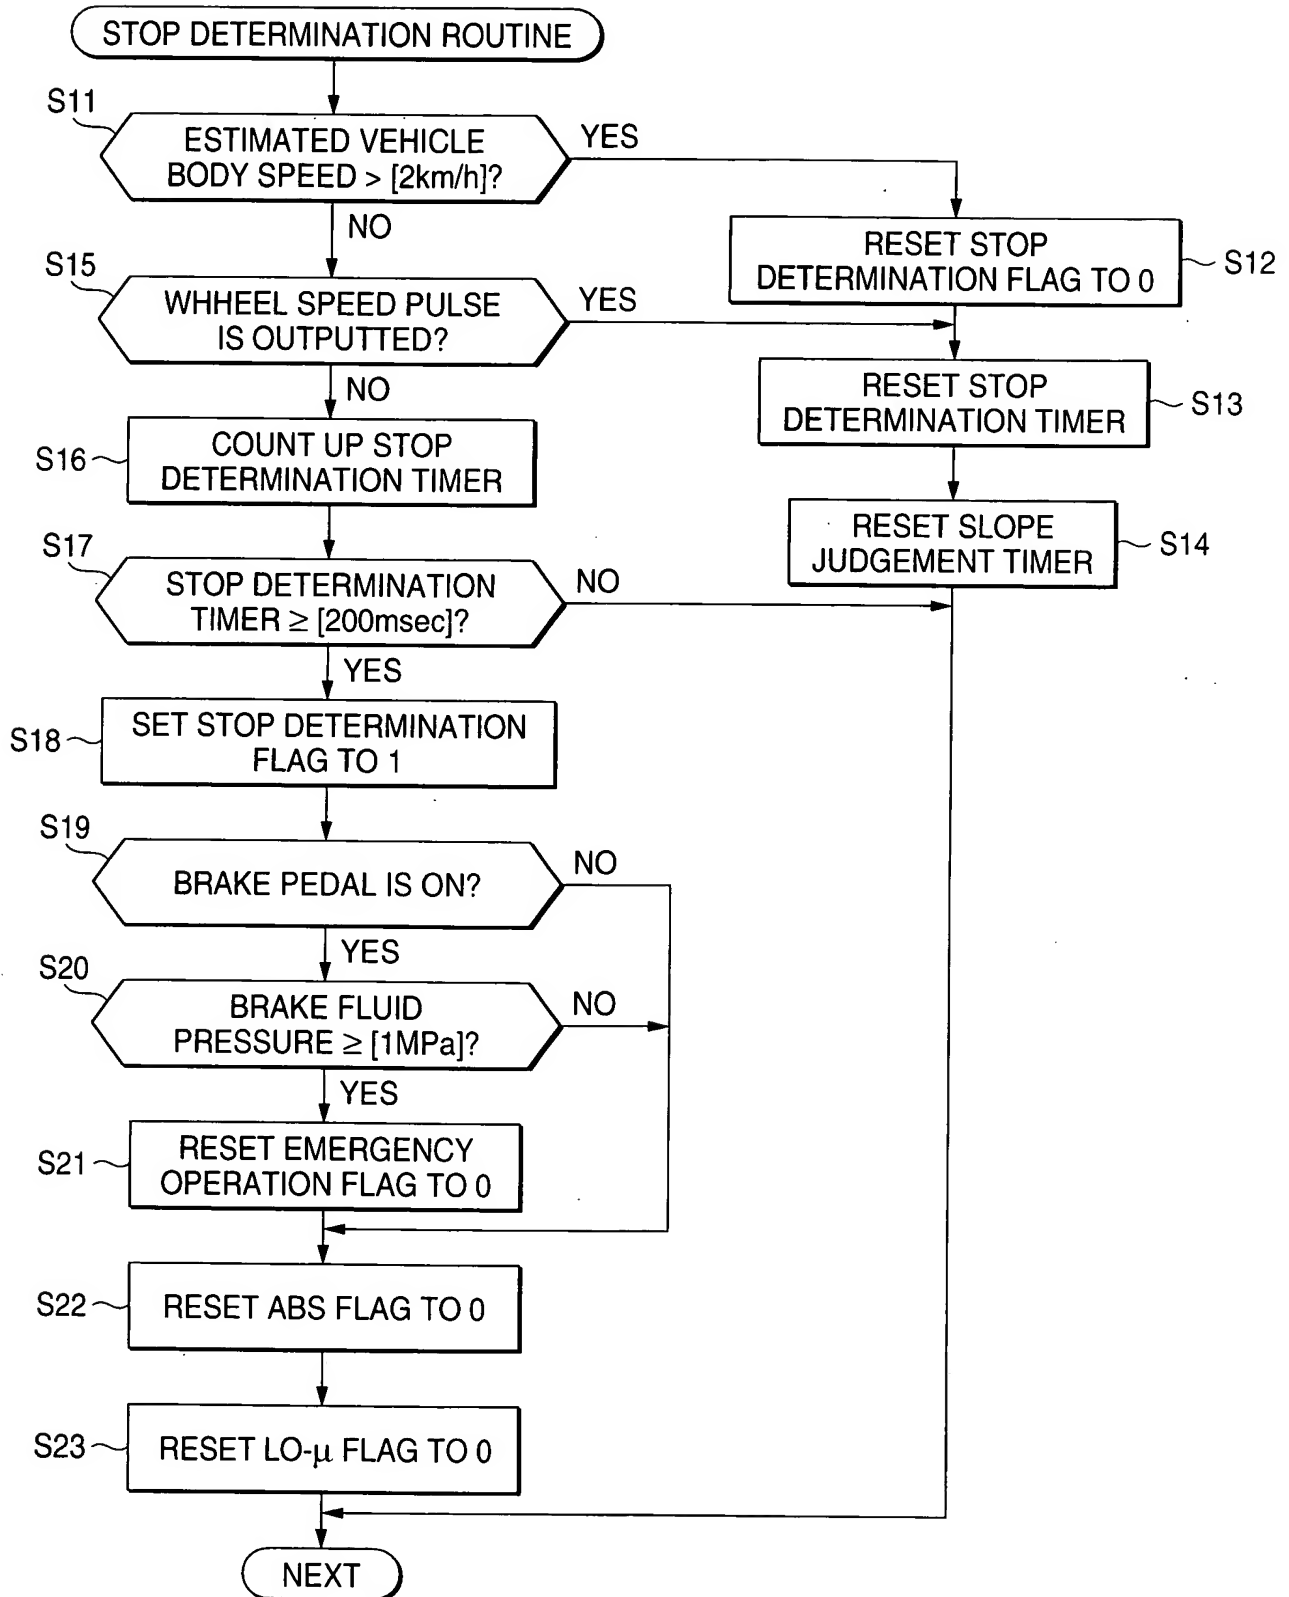 STOP DETERMINATION ROUTINE
S11
ESTIMATED VEHICLE
BODY SPEED > [2km/h]?
YES
NO
RESET STOP
DETERMINATION FLAG TO 0
S12
S15
WHHEEL SPEED PULSE
IS OUTPUTTED?
YES
NO
RESET STOP
DETERMINATION TIMER
S13
S16
COUNT UP STOP
DETERMINATION TIMER
RESET SLOPE
JUDGEMENT TIMER
S14
S17
STOP DETERMINATION
TIMER ≥ [200msec]?
NO
YES
S18
SET STOP DETERMINATION
FLAG TO 1
S19
BRAKE PEDAL IS ON?
NO
YES
S20
BRAKE FLUID
PRESSURE ≥ [1MPa]?
NO
YES
S21
RESET EMERGENCY
OPERATION FLAG TO 0
S22
RESET ABS FLAG TO 0
S23
RESET LO-μ FLAG TO 0
NEXT